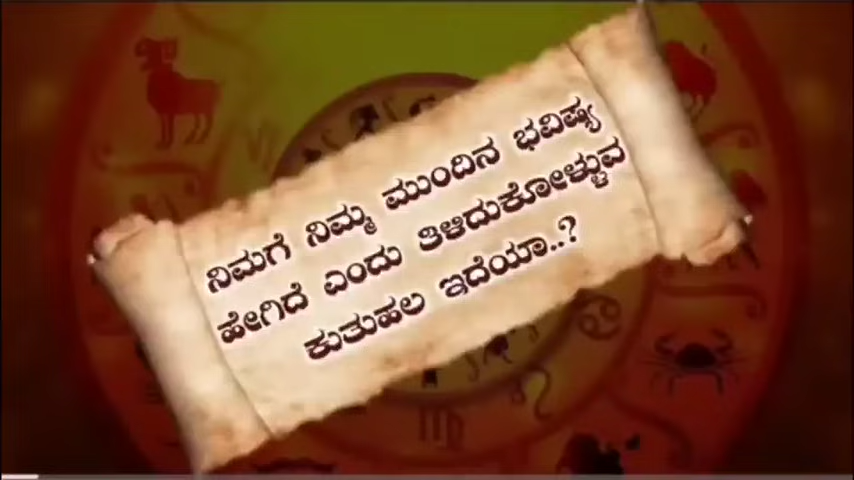 ನಿಮಗೆ ನಿಮ್ಮ ಮುಂದಿನ ಭವಿಷ್ಯ
ಹೇಗಿದೆ ಎಂದು ತಿಳಿದುಕೋಳ್ಳುವ
ಕುತುಹಲ ಇದೆಯಾ..?